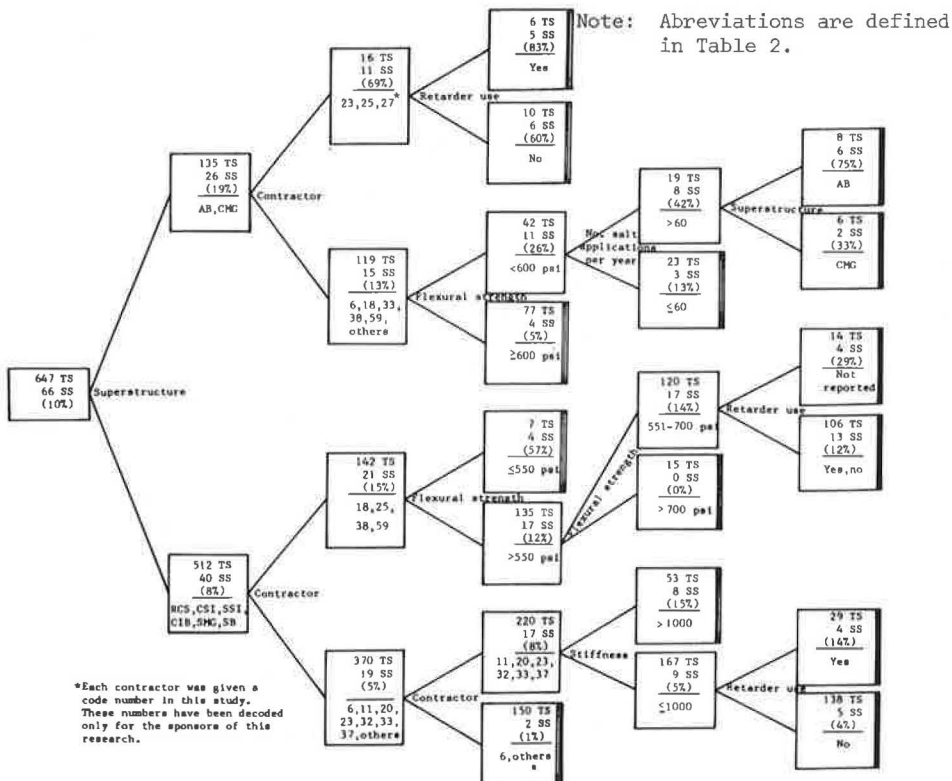 Note: Abreviations are defined
in Table 2.
647 TS
66 SS
(10%)
Superstructure
135 TS
26 SS
(19%)
AB,CMG
Contractor
16 TS
11 SS
(69%)
23,25,27*
Retarder use
6 TS
5 SS
(83%)
Yes
10 TS
6 SS
(60%)
No
119 TS
15 SS
(13%)
6,18,33,
38,59,
others
Flexural strength
42 TS
11 SS
(26%)
<600 psi
No. salt
applications
per year
19 TS
8 SS
(42%)
>60
Superstructure
8 TS
6 SS
(75%)
AB
6 TS
2 SS
(33%)
CMG
23 TS
3 SS
(13%)
≤60
77 TS
4 SS
(5%)
≥600 psi
512 TS
40 SS
(8%)
RCS,CSI,SSI,
CIB,SMG,SB
Contractor
142 TS
21 SS
(15%)
18,25,
38,59
Flexural strength
7 TS
4 SS
(57%)
≤550 psi
135 TS
17 SS
(12%)
>550 psi
Flexural strength
120 TS
17 SS
(14%)
551-700 psi
Retarder use
14 TS
4 SS
(29%)
Not
reported
106 TS
13 SS
(12%)
Yes,no
15 TS
0 SS
(0%)
>700 psi
370 TS
19 SS
(5%)
6,11,20,
23,32,33,
37,others
Contractor
220 TS
17 SS
(8%)
11,20,23,
32,33,37
Stiffness
53 TS
8 SS
(15%)
>1000
167 TS
9 SS
(5%)
≤1000
Retarder use
29 TS
4 SS
(14%)
Yes
138 TS
5 SS
(4%)
No
150 TS
2 SS
(1%)
6,others
*Each contractor was given a
code number in this study.
These numbers have been decoded
only for the sponsors of this
research.